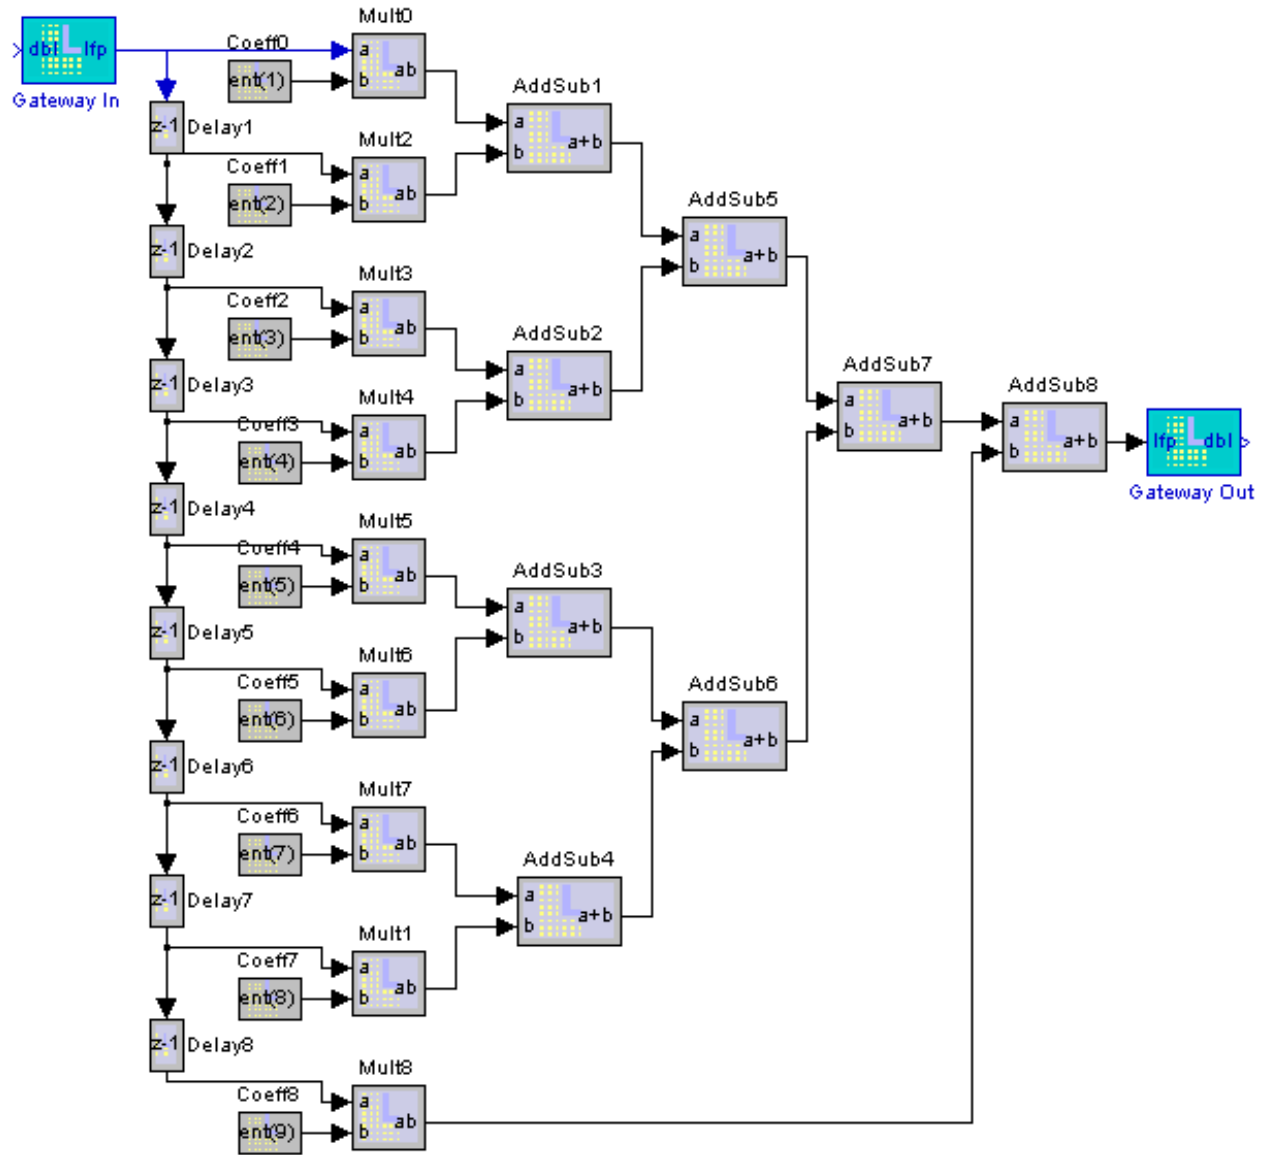 Mult0
Coeff0
dbl lfp
a
ent(1)
b
ab
Gateway In
AddSub1
z-1 Delay1
Mult2
a
b
a+b
Coeff1
a
ent(2)
b
ab
AddSub5
z-1 Delay2
Mult3
a
b
a+b
Coeff2
a
ent(3)
b
ab
AddSub2
z-1 Delay3
Mult4
a
b
a+b
AddSub7
AddSub8
Coeff3
a
ent(4)
b
ab
a
b
a+b
a
b
a+b
lfp dbl
Gateway Out
z-1 Delay4
Mult5
Coeff4
a
ent(5)
b
ab
AddSub3
z-1 Delay5
Mult6
a
b
a+b
Coeff5
a
ent(6)
b
ab
AddSub6
z-1 Delay6
Mult7
a
b
a+b
Coeff6
a
ent(7)
b
ab
AddSub4
z-1 Delay7
Mult1
a
b
a+b
Coeff7
a
ent(8)
b
ab
z-1 Delay8
Mult8
Coeff8
a
ent(9)
b
ab